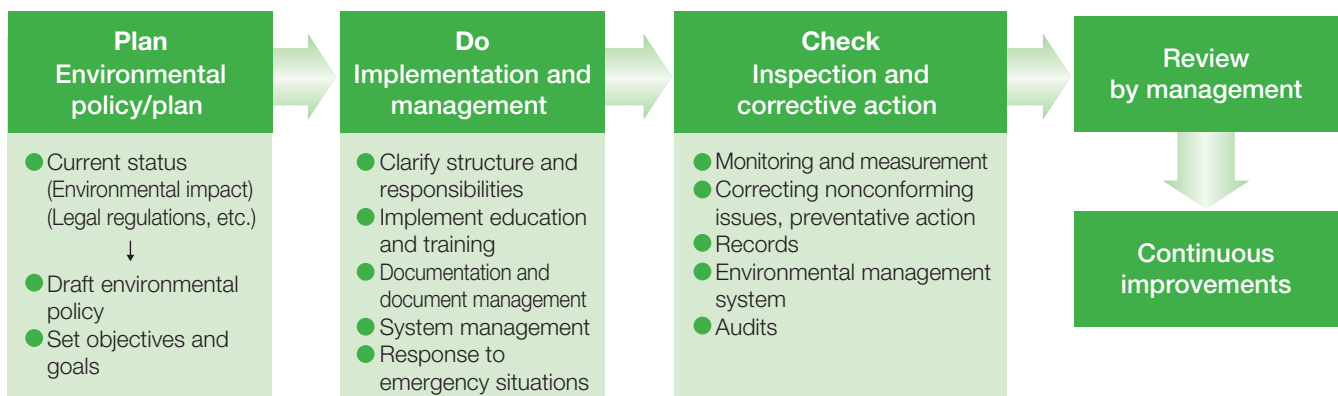 Plan
Environmental
policy/plan
● Current status
(Environmental impact)
(Legal regulations, etc.)
↓
● Draft environmental
policy
● Set objectives and
goals
Do
Implementation and
management
● Clarify structure and
responsibilities
● Implement education
and training
● Documentation and
document management
● System management
● Response to
emergency situations
Check
Inspection and
corrective action
● Monitoring and measurement
● Correcting nonconforming
issues, preventative action
● Records
● Environmental management
system
● Audits
Review
by management
Continuous
improvements